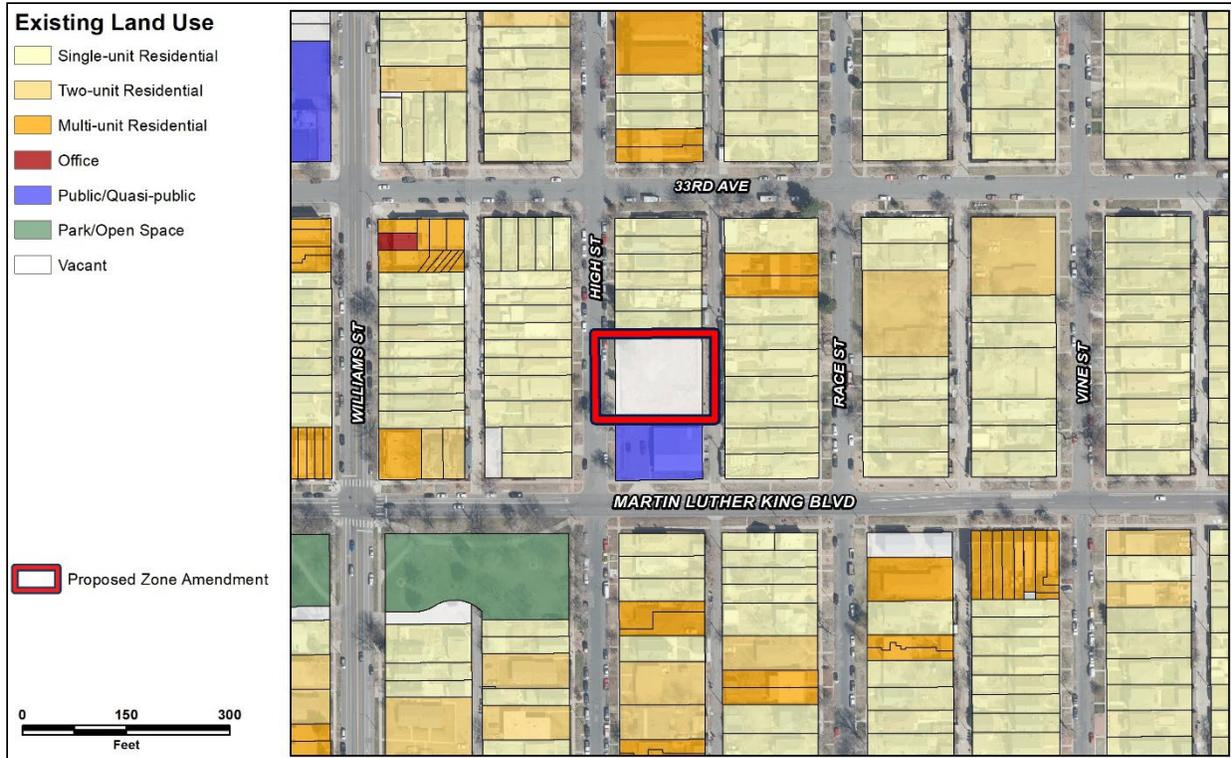 Existing Land Use
Single-unit Residential
Two-unit Residential
Multi-unit Residential
Office
Public/Quasi-public
Park/Open Space
Vacant
Proposed Zone Amendment
0 150 300
Feet
33RD AVE
HIGH ST
WILLIAMS ST
RACE ST
VINE ST
MARTIN LUTHER KING BLVD